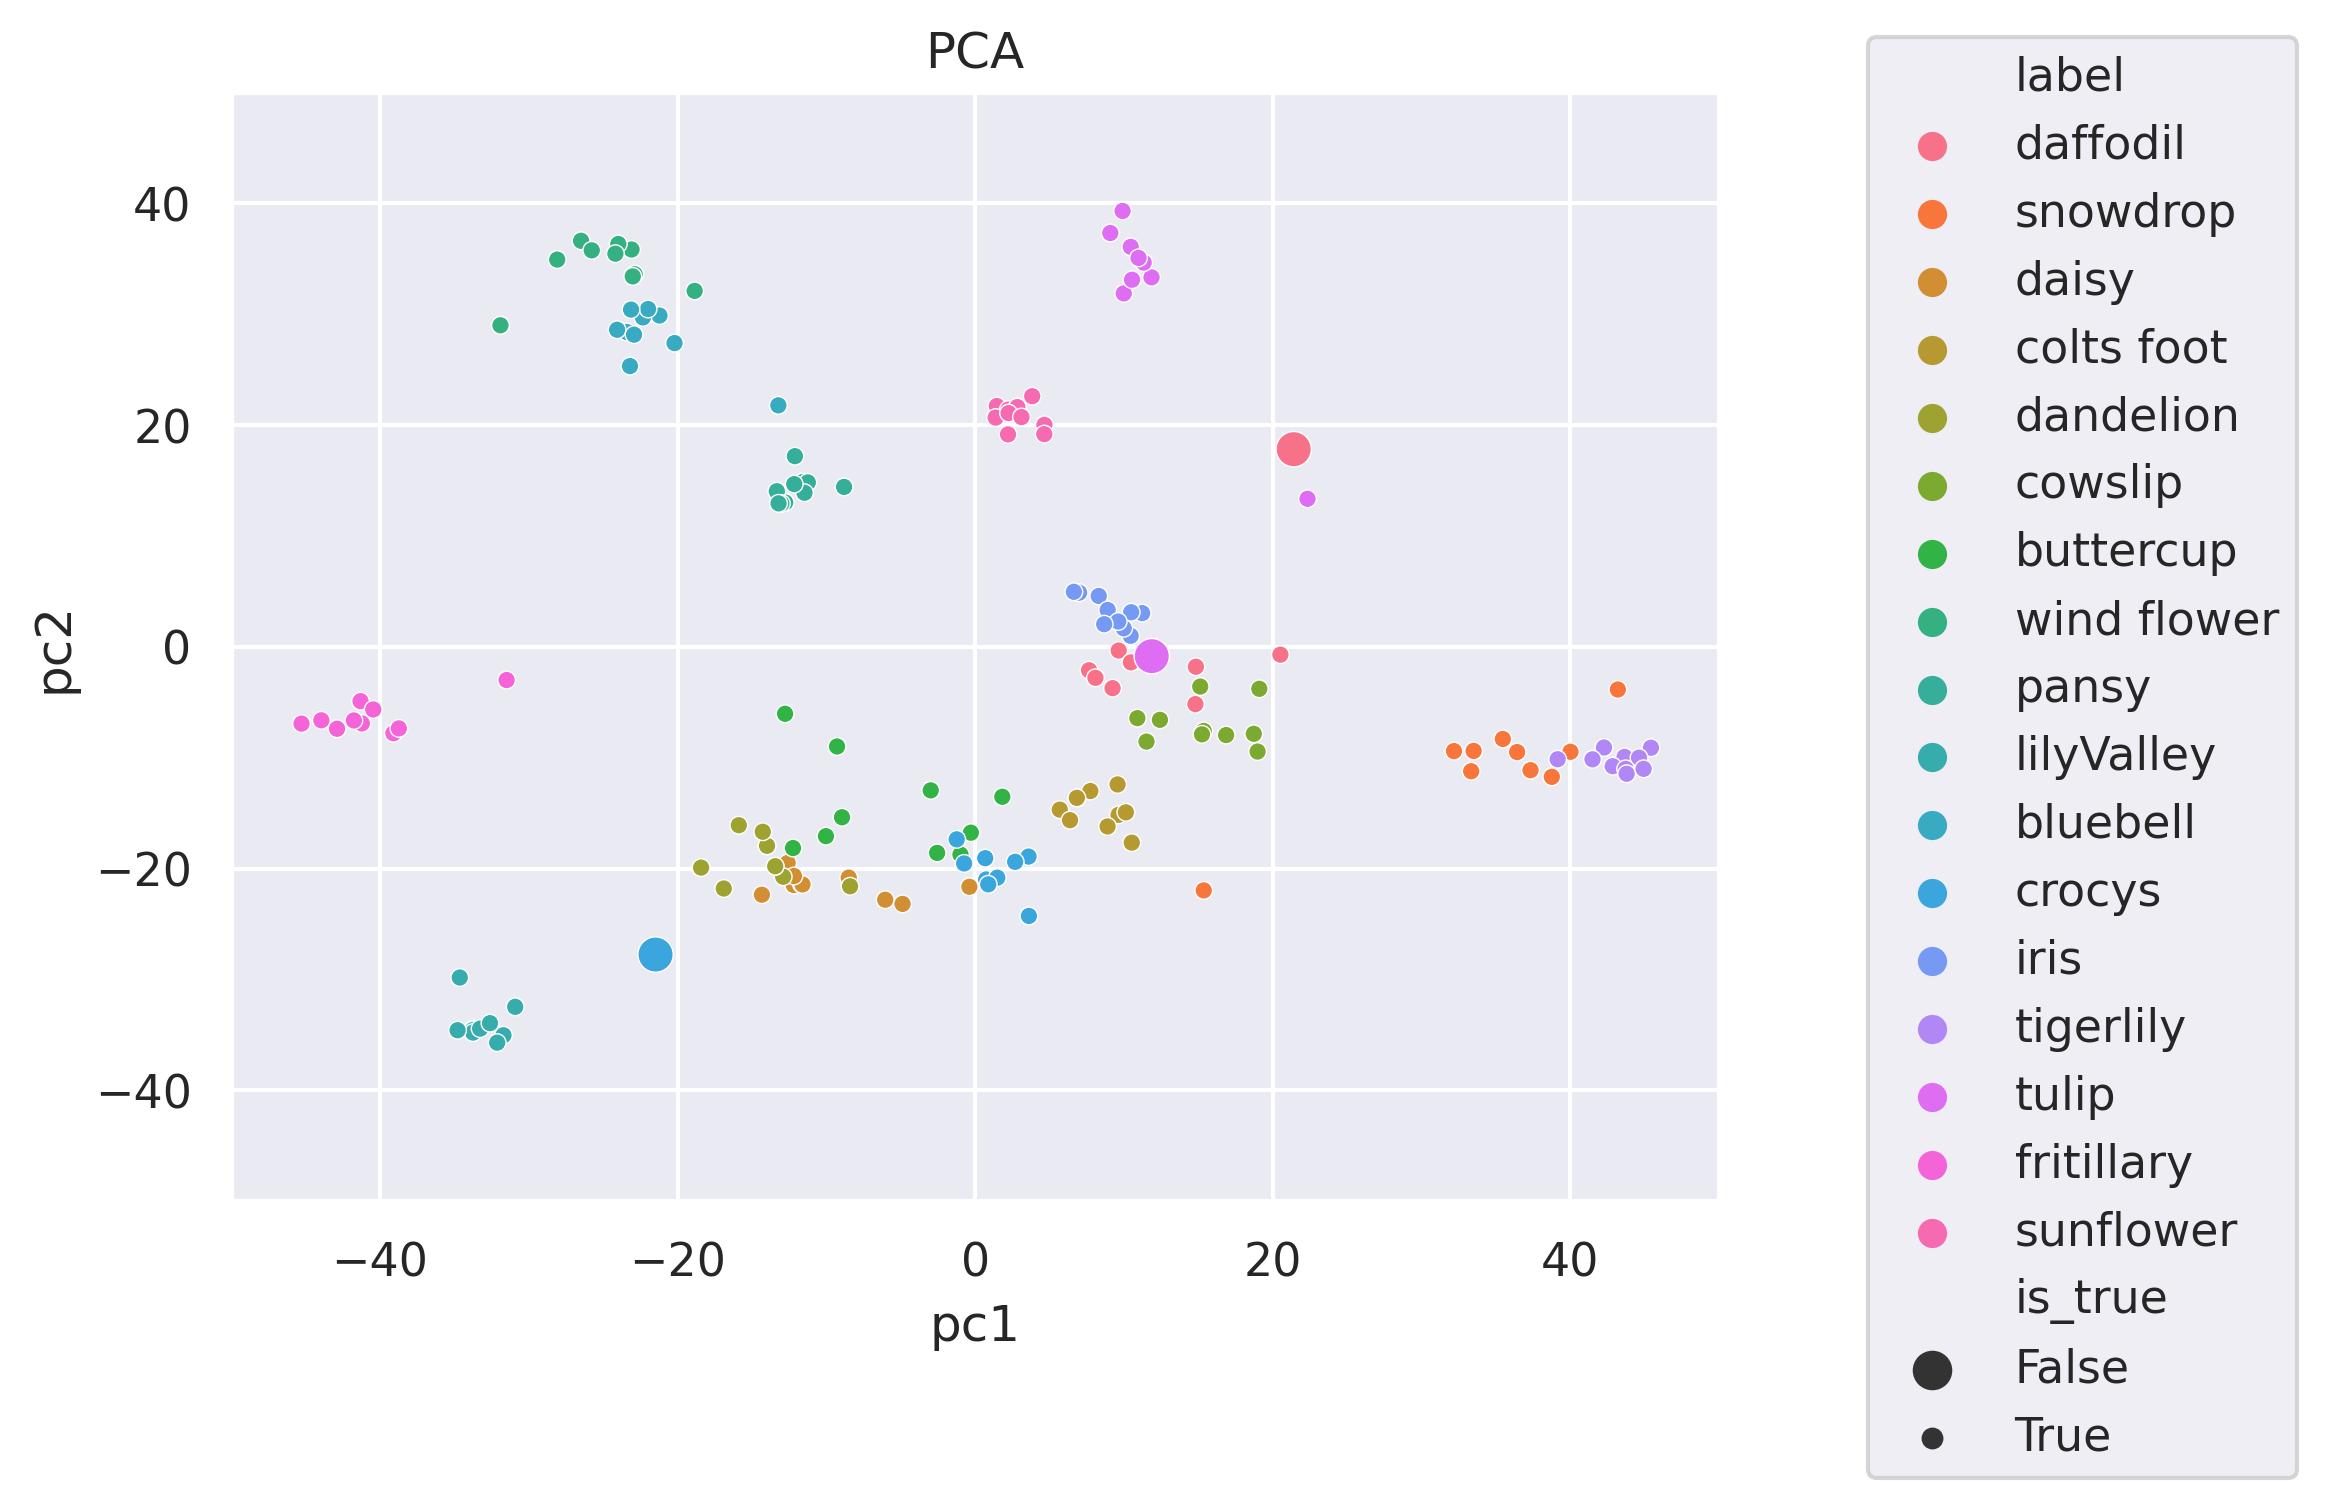 PCA
40
20
0
−20
−40
pc2
−40
−20
0
20
40
pc1
label
daffodil
snowdrop
daisy
colts foot
dandelion
cowslip
buttercup
wind flower
pansy
lilyValley
bluebell
crocys
iris
tigerlily
tulip
fritillary
sunflower
is_true
False
True